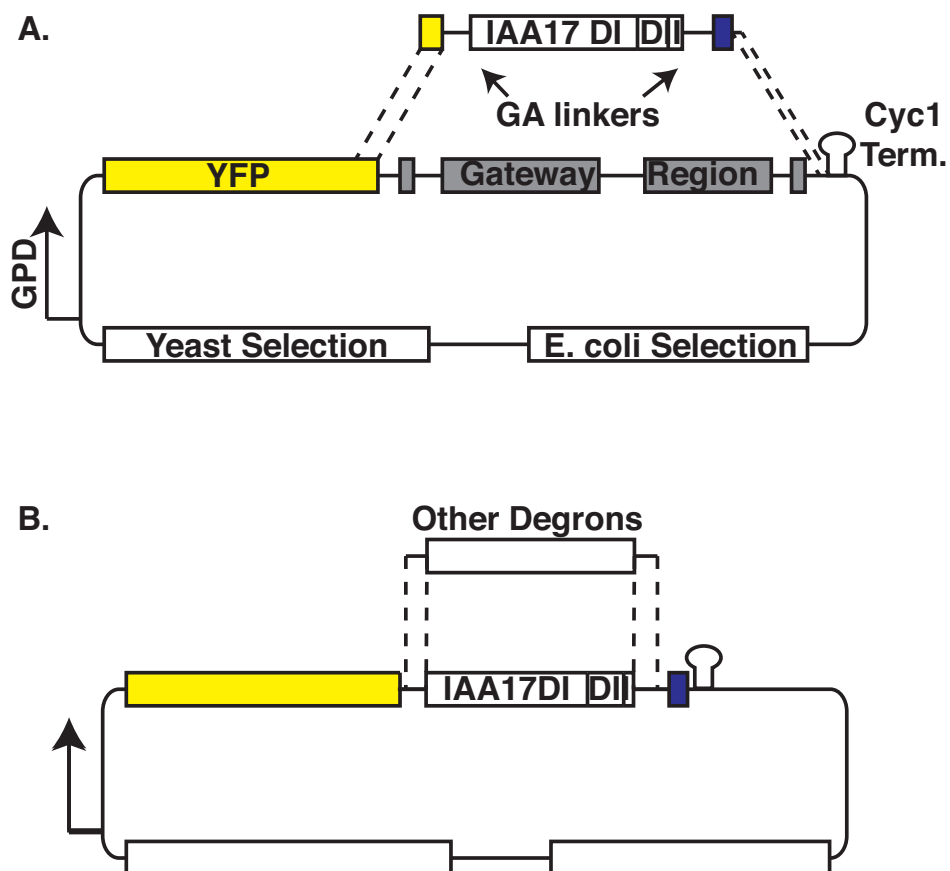 A.
IAA17 DI DII
GA linkers
Cyc1
Term.
YFP
Gateway Region
GPD
Yeast Selection
E. coli Selection
B.
Other Degrons
IAA17DI DII